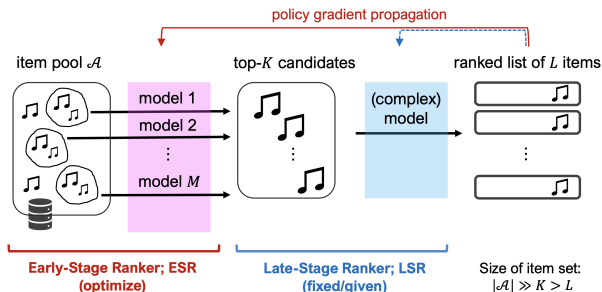 policy gradient propagation
item pool 𝒜
top-K candidates
ranked list of L items
model 1
model 2
⋮
model M
⋮
(complex)
model
⋮
Early-Stage Ranker; ESR
(optimize)
Late-Stage Ranker; LSR
(fixed/given)
Size of item set:
|𝒜| ≫ K > L